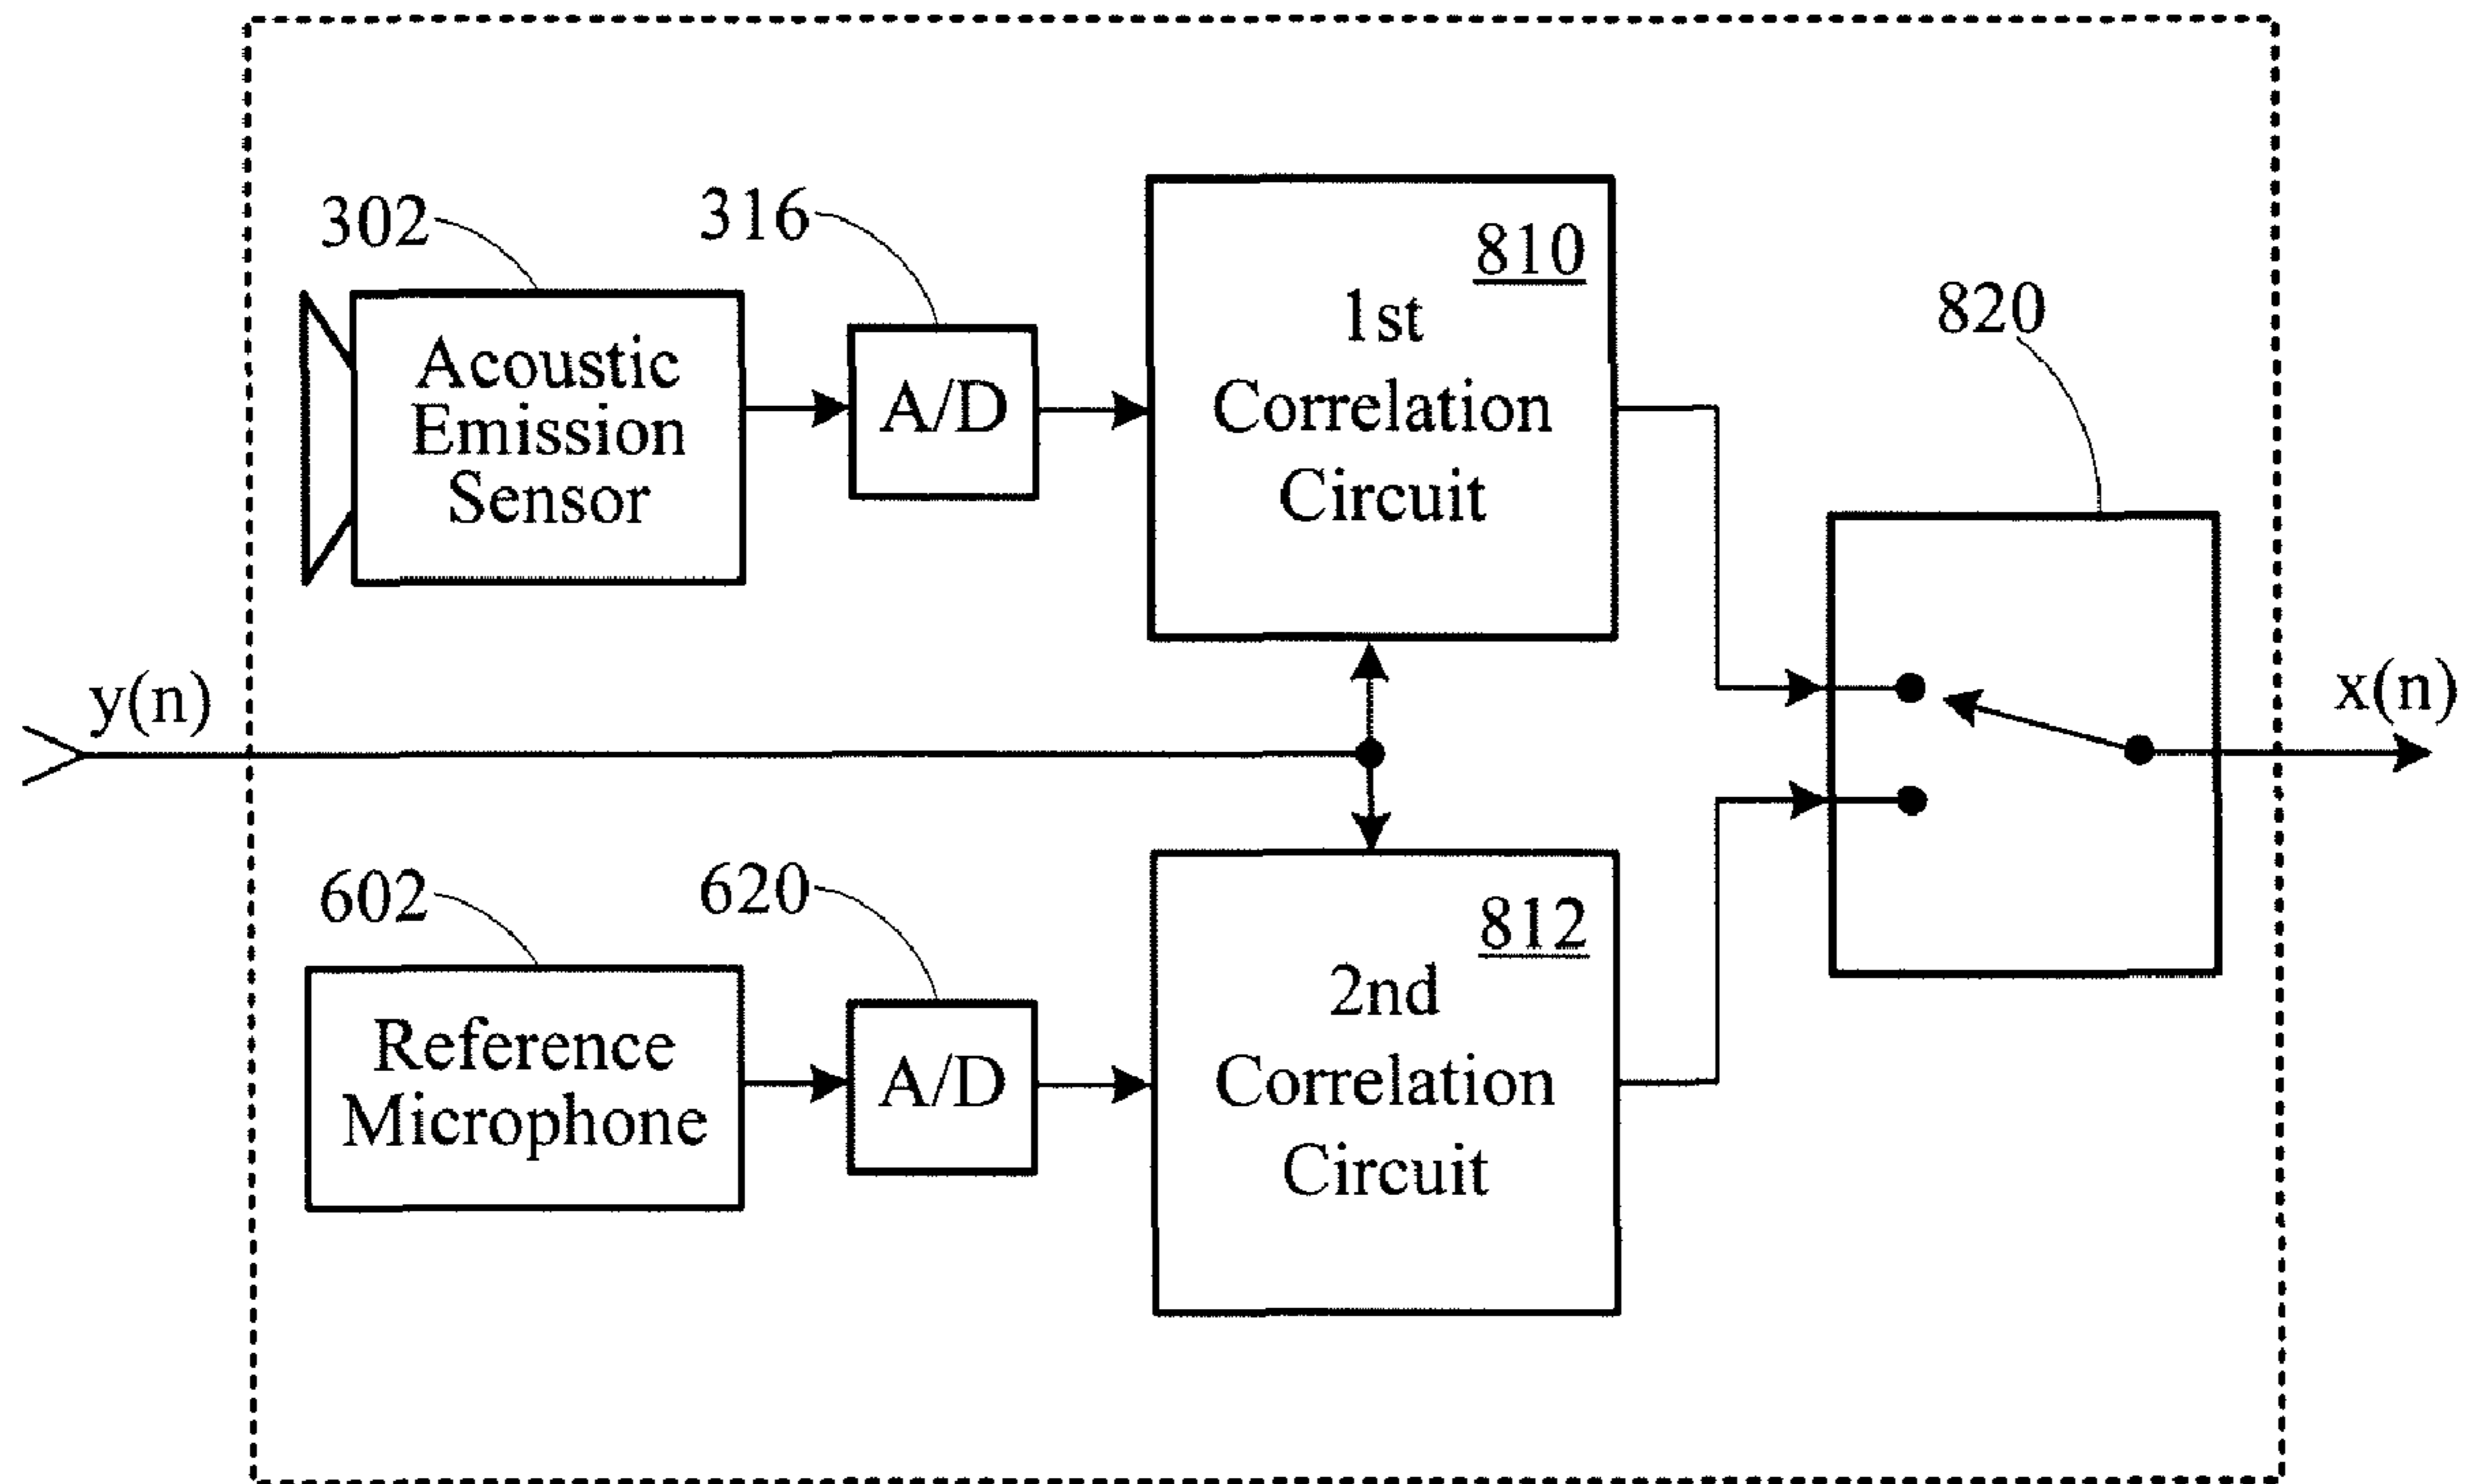 302
316
810
1st
Correlation
Circuit
Acoustic
Emission
Sensor
A/D
820
y(n)
x(n)
602
620
812
2nd
Correlation
Circuit
Reference
Microphone
A/D